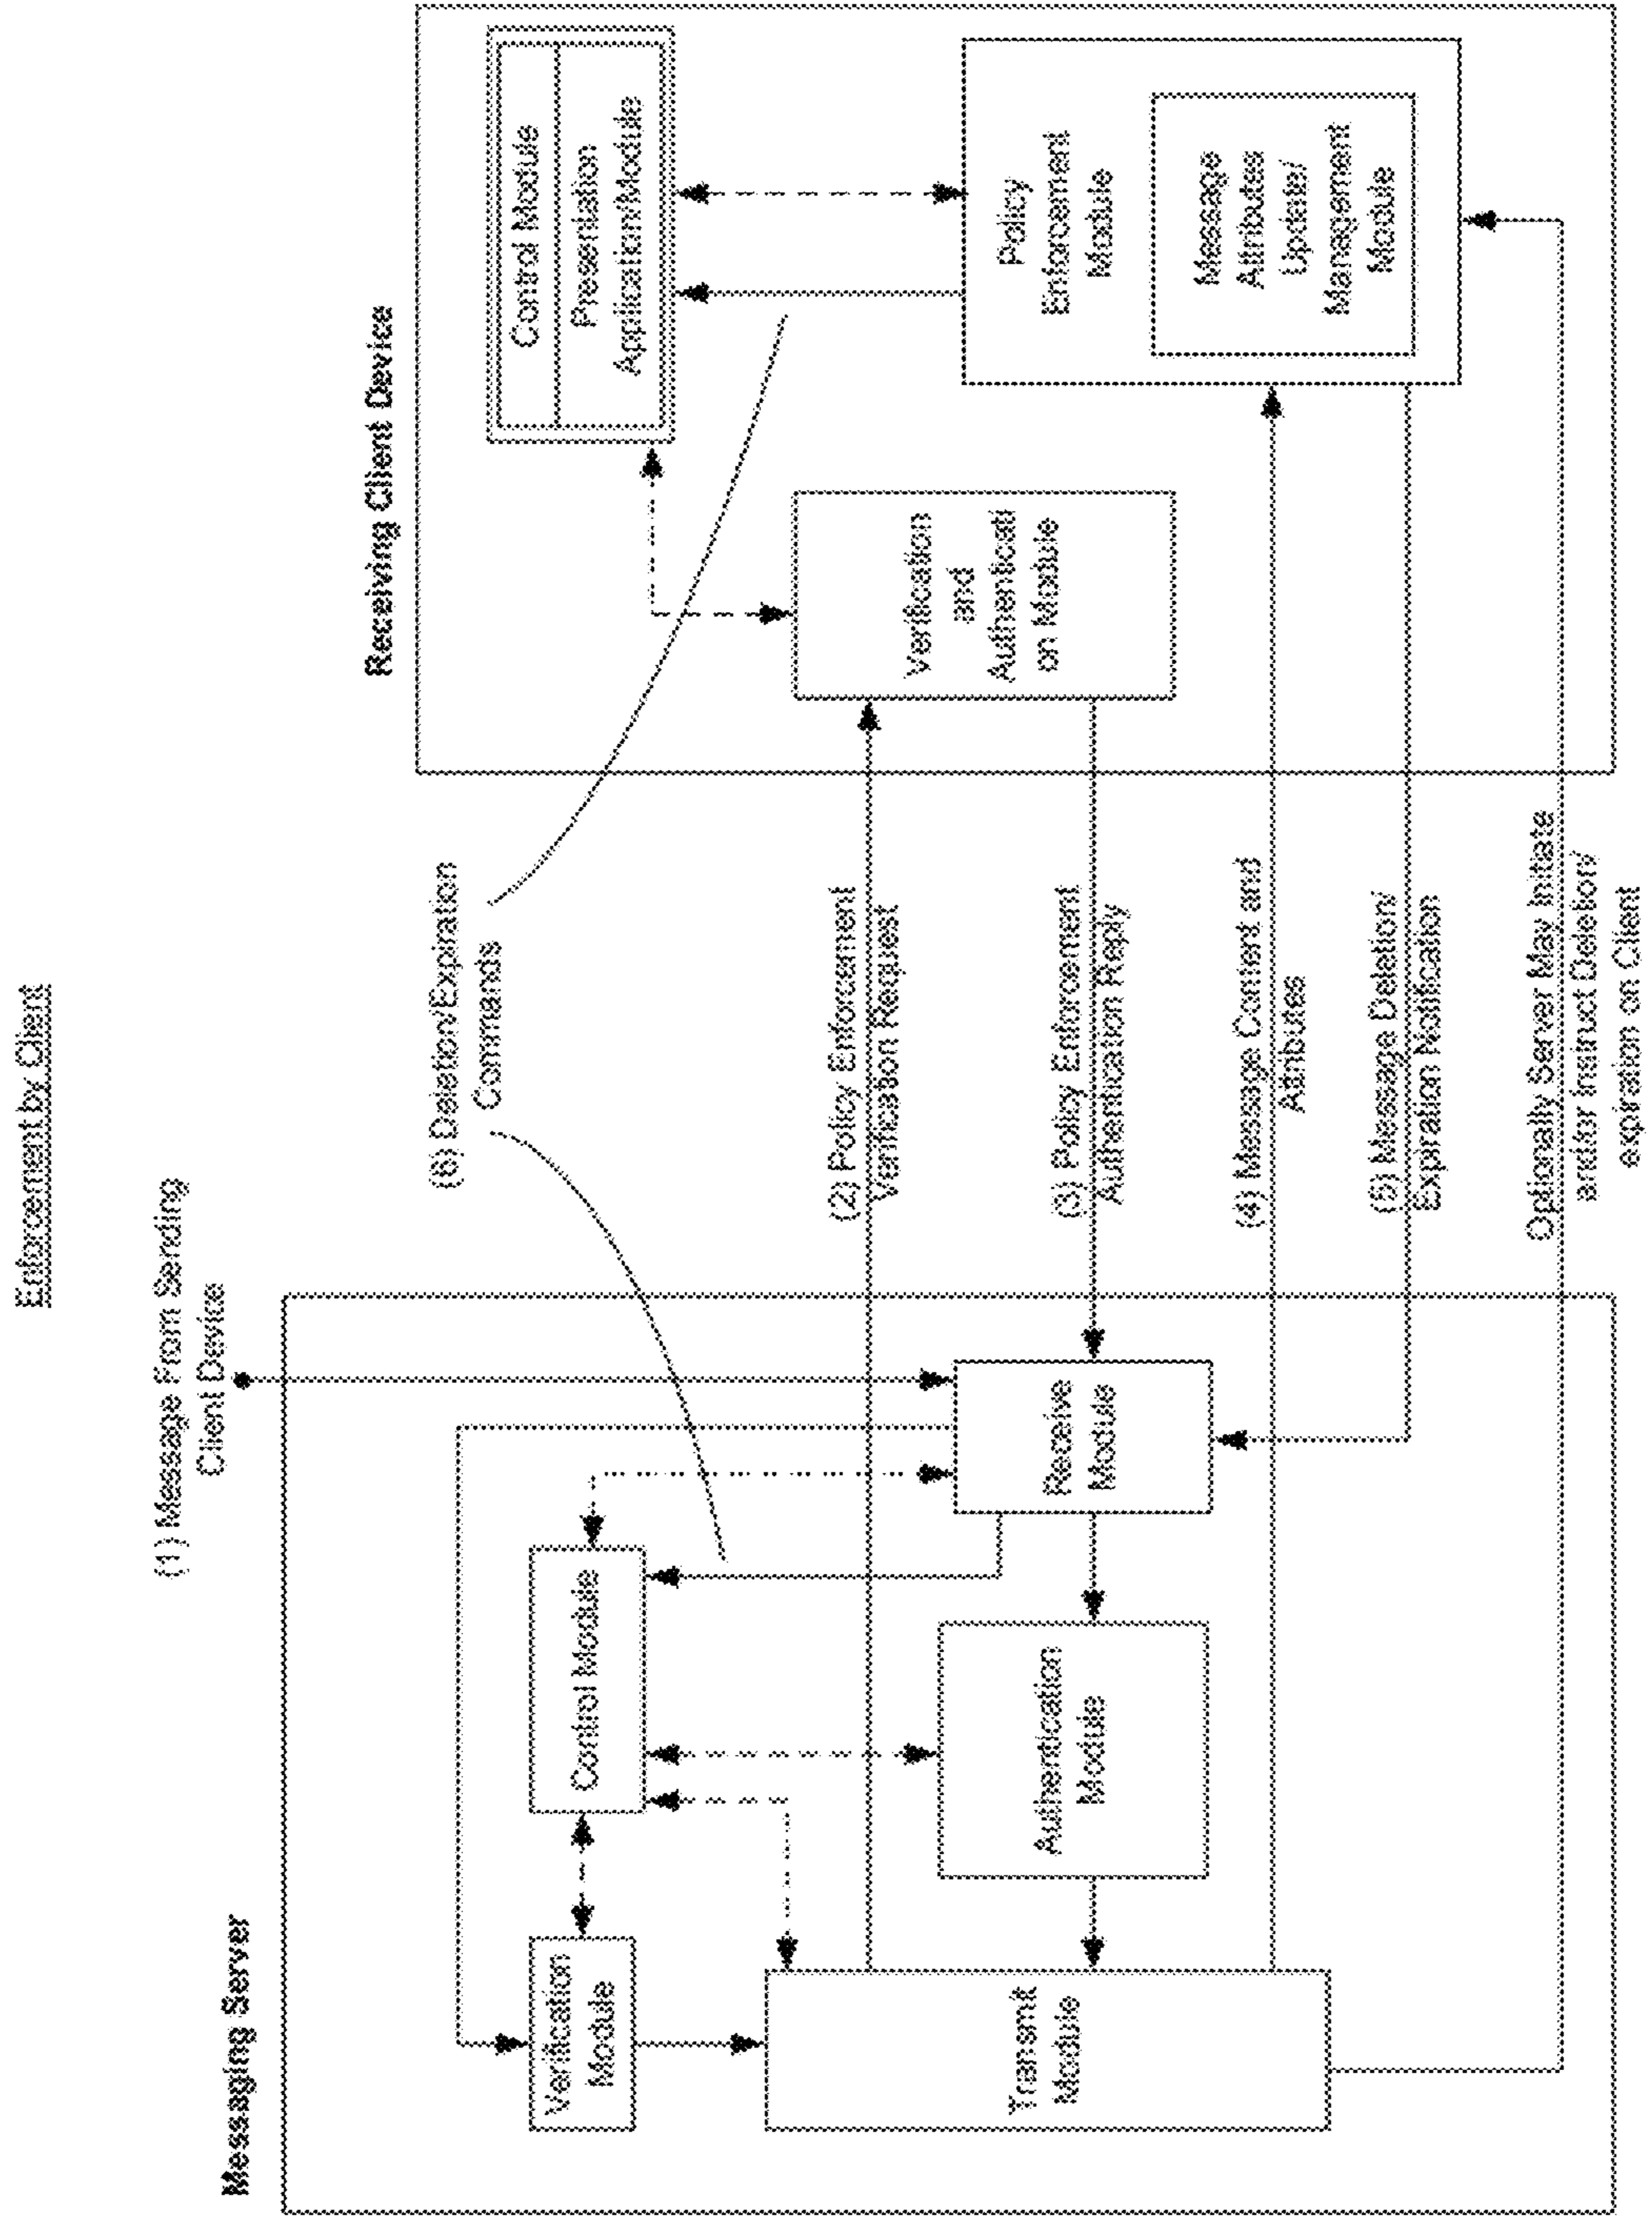 Enforcement by Client
(1) Message From Sending
Client Device
Messaging Server
Receiving Client Device
(6) Deletion/Expiration
Commands
Verification
Module
Control Module
Control Module
Presentation
Application/Module
(2) Policy Enforcement
Verification Request
Verification
and
Authenticati
on Module
Transmit
Module
Authentication
Module
Receive
Module
(3) Policy Enforcement
Authentication Reply
Policy
Enforcement
Module
Message
Attributes
Update/
Management
Module
(4) Message Content and
Attributes
(5) Message Deletion/
Expiration Notification
Optionally Server May Initiate
and/or Instruct Deletion/
expiration on Client